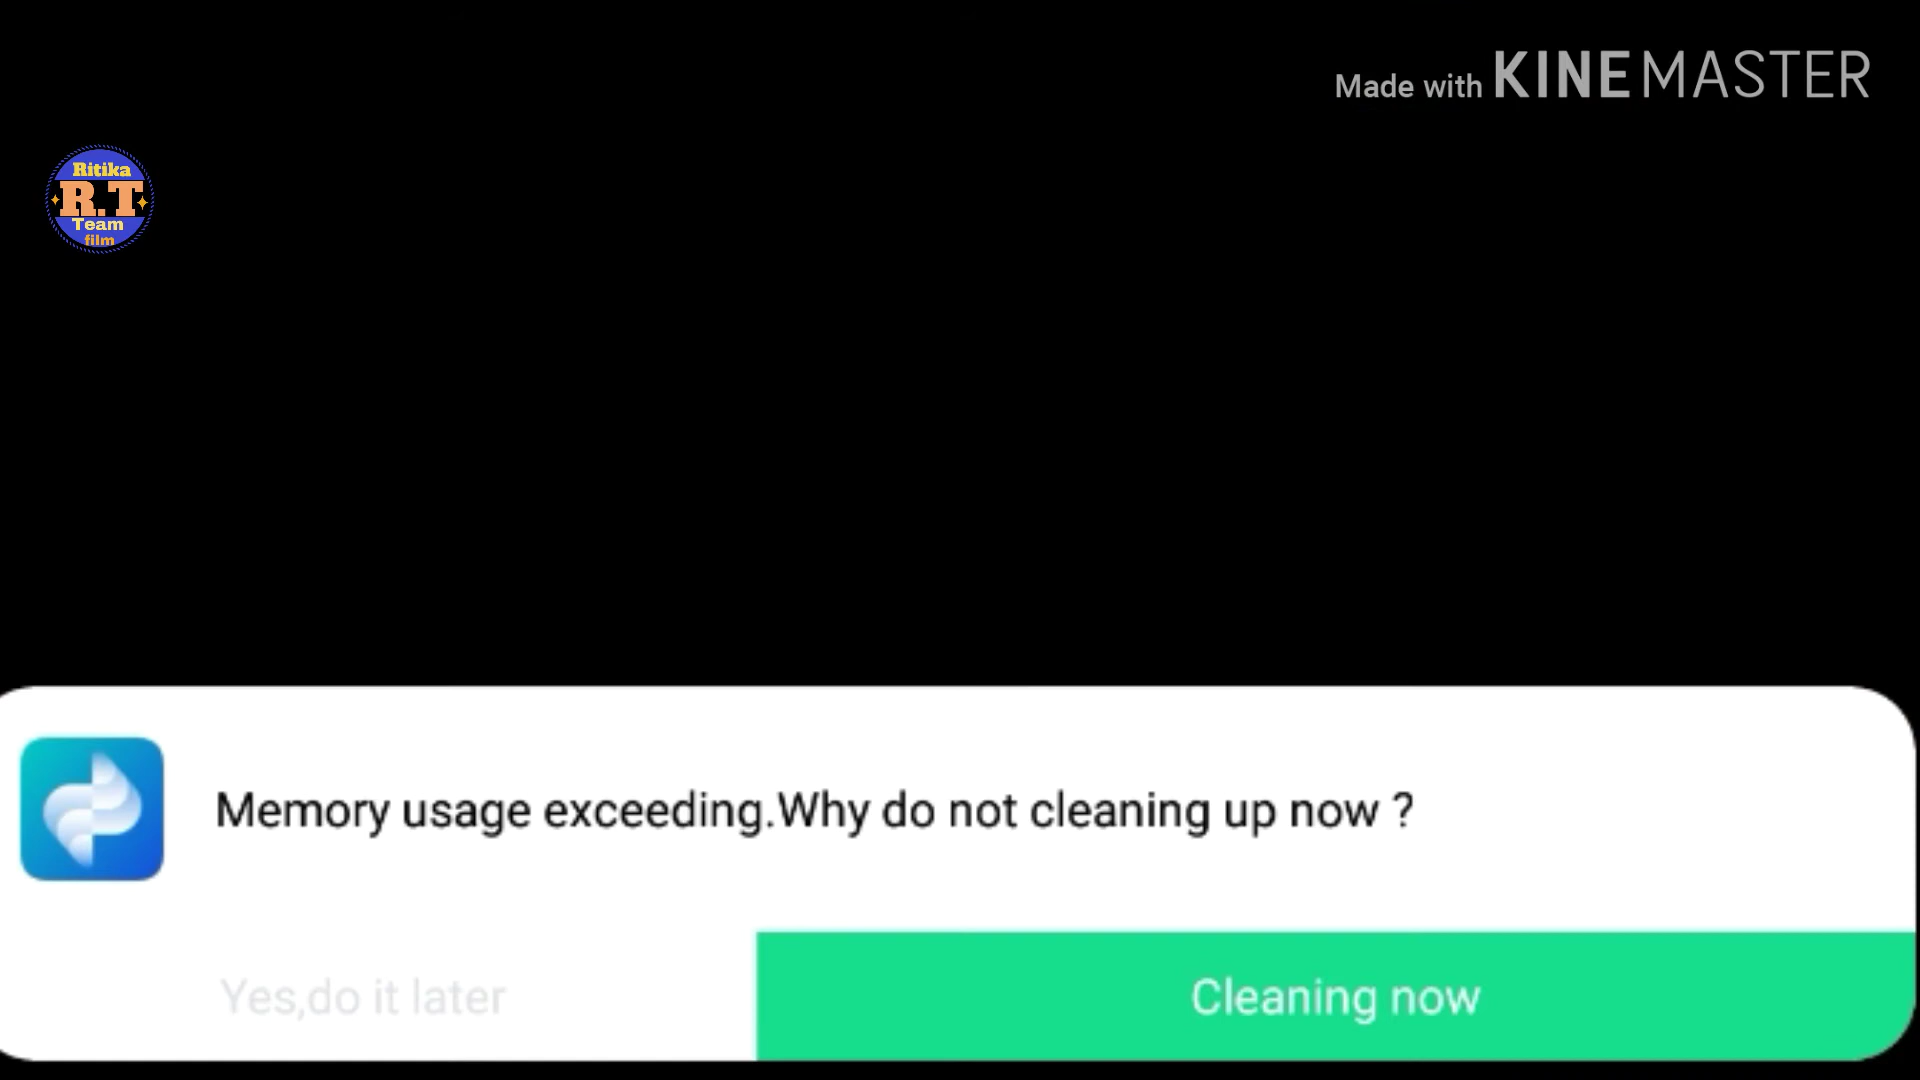 Made with KINEMASTER
Ritika
R.T
Team
film
Memory usage exceeding.Why do not cleaning up now ?
Yes,do it later
Cleaning now